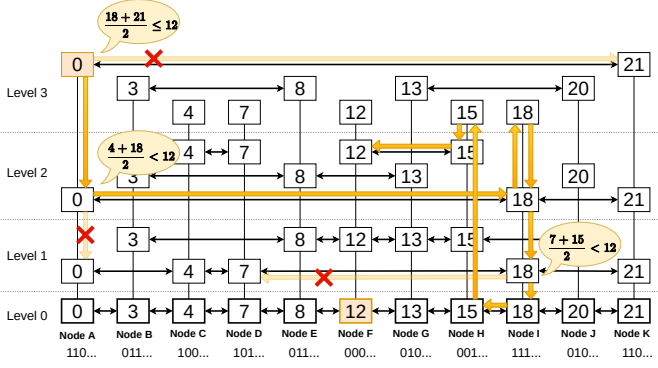 (18 + 21) / 2 ≤ 12
0 21
Level 3
3 8 13 20
4 7 12 15 18
(4 + 18) / 2 < 12
4 7 12 15
Level 2
3 8 13 20
0 18 21
3 8 12 13 15
(7 + 15) / 2 < 12
Level 1
0 4 7 18 21
Level 0
0 3 4 7 8 12 13 15 18 20 21
Node A Node B Node C Node D Node E Node F Node G Node H Node I Node J Node K
110... 011... 100... 101... 011... 000... 010... 001... 111... 010... 110...